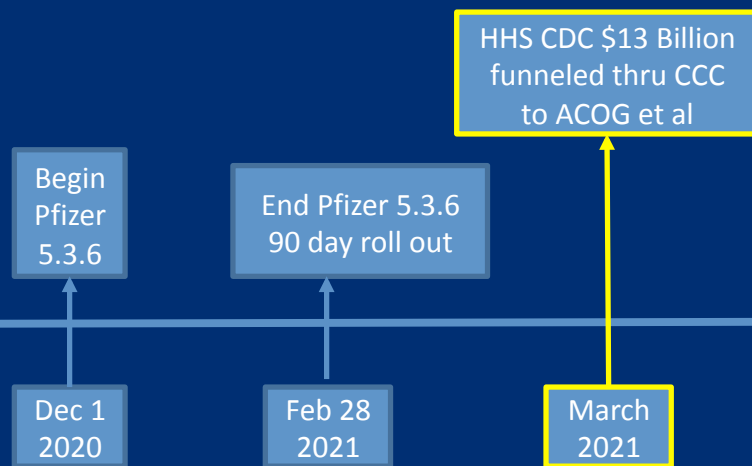 HHS CDC $13 Billion
funneled thru CCC
to ACOG et al
Begin
Pfizer
5.3.6
End Pfizer 5.3.6
90 day roll out
Dec 1
2020
Feb 28
2021
March
2021